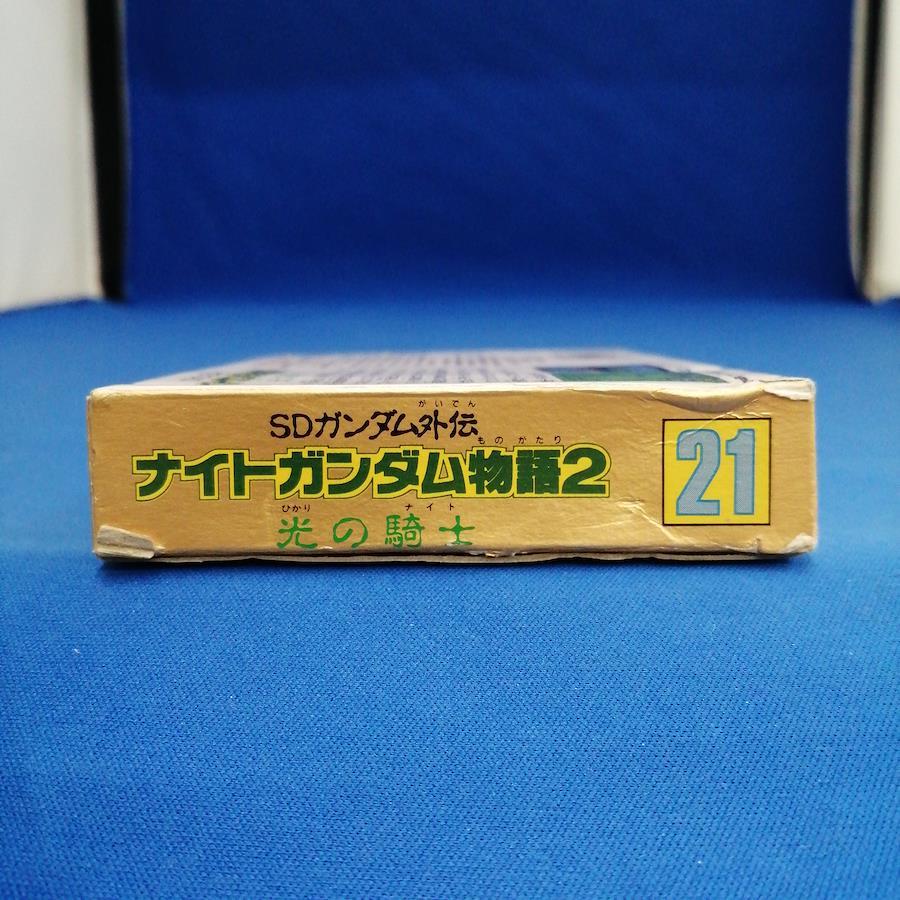 がいでん
SDガンダム外伝
ものがたり
ナイトガンダム物語2
ひかり ナイト
光の騎士
21